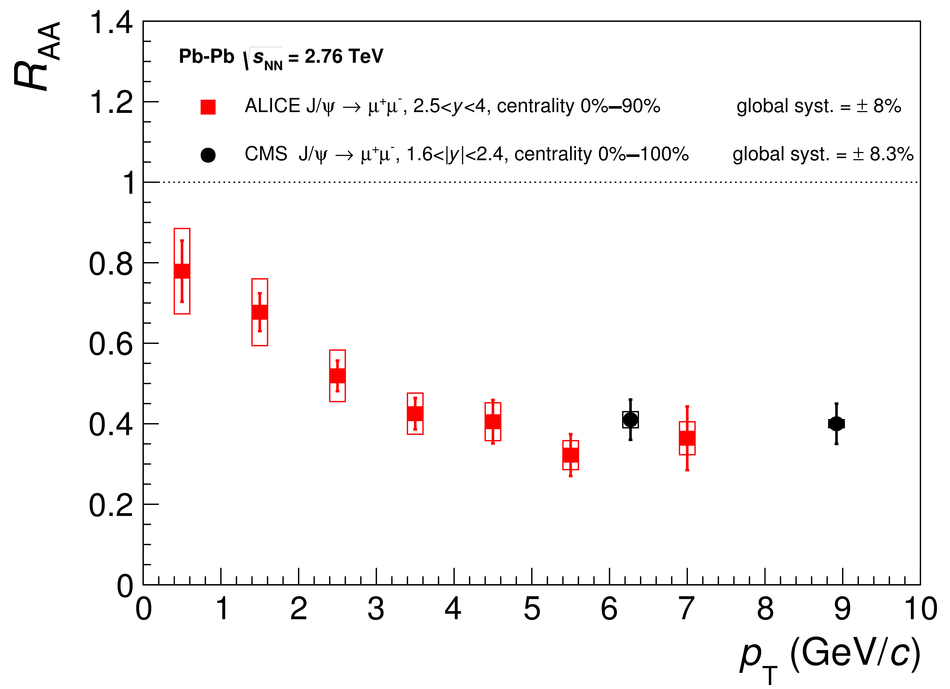 R_AA
1.4
1.2
1
0.8
0.6
0.4
0.2
0
Pb-Pb √s_NN = 2.76 TeV
ALICE J/ψ → μ⁺μ⁻, 2.5<y<4, centrality 0%–90% global syst. = ± 8%
CMS J/ψ → μ⁺μ⁻, 1.6<|y|<2.4, centrality 0%–100% global syst. = ± 8.3%
0 1 2 3 4 5 6 7 8 9 10
p_T (GeV/c)